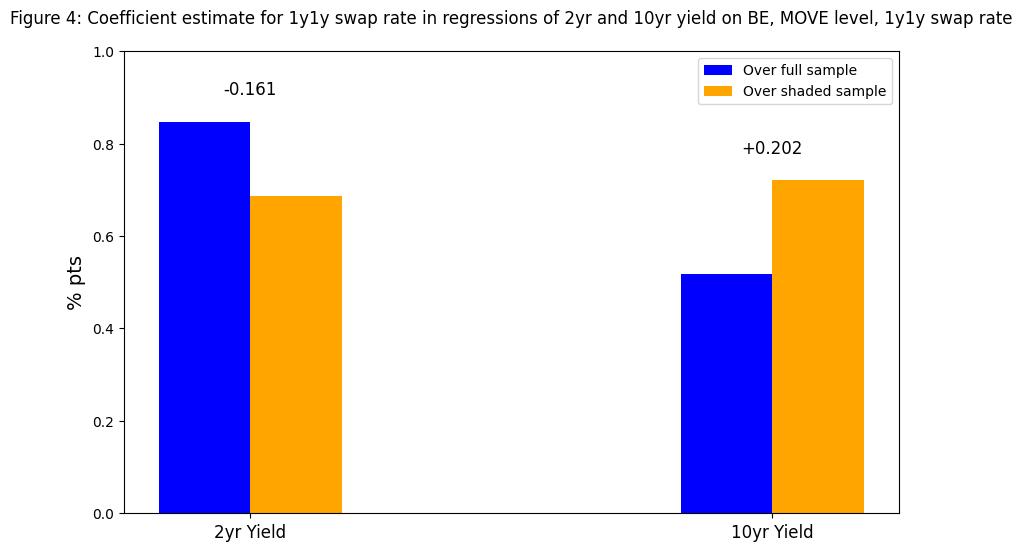 Figure 4: Coefficient estimate for 1y1y swap rate in regressions of 2yr and 10yr yield on BE, MOVE level, 1y1y swap rate
1.0
0.8
0.6
0.4
0.2
0.0
% pts
-0.161
+0.202
Over full sample
Over shaded sample
2yr Yield
10yr Yield